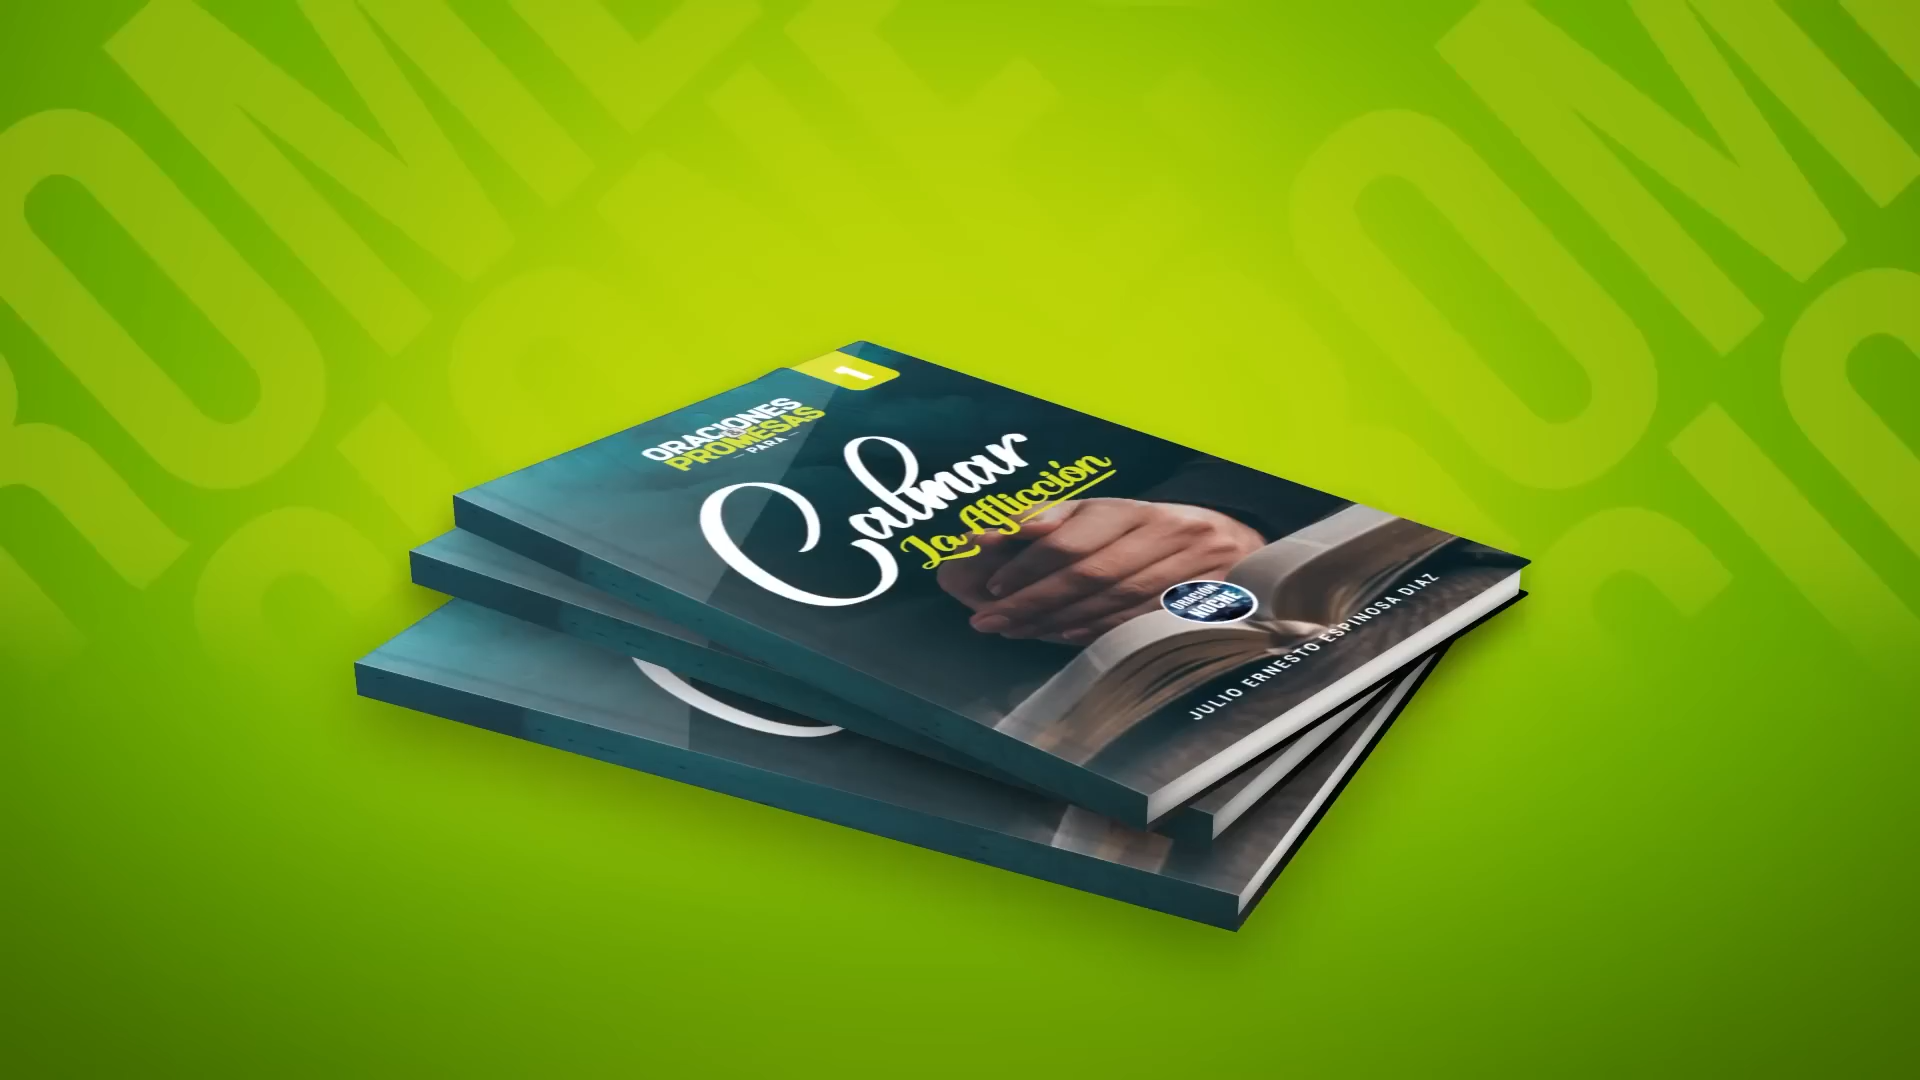 1
ORACIONES
&
PROMESAS
— PARA —
Calmar
La Aflicción
ORACIÓN
NOCHE
JULIO ERNESTO ESPINOSA DIAZ